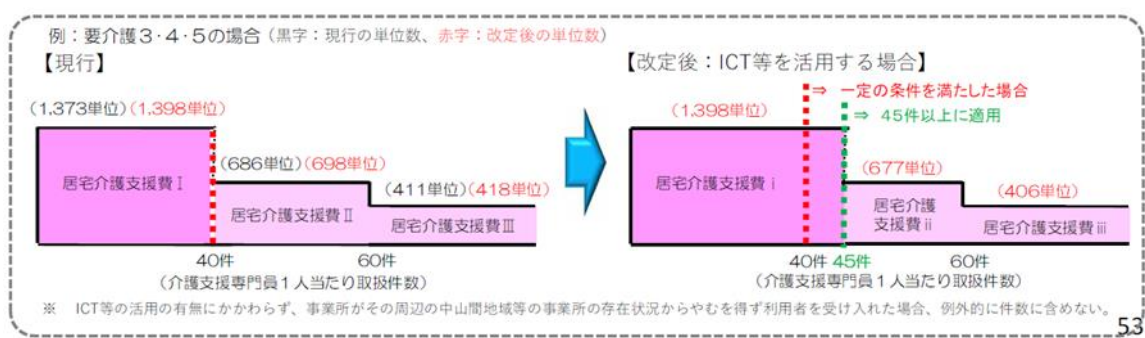 例：要介護3・4・5の場合（黒字：現行の単位数、赤字：改定後の単位数）
【現行】
（1,373単位）（1,398単位）
（686単位）（698単位）
（411単位）（418単位）
居宅介護支援費Ⅰ
居宅介護支援費Ⅱ
居宅介護支援費Ⅲ
40件
60件
（介護支援専門員１人当たり取扱件数）
【改定後：ICT等を活用する場合】
⇒ 一定の条件を満たした場合
⇒ 45件以上に適用
（1,398単位）
（677単位）
（406単位）
居宅介護支援費ⅰ
居宅介護
支援費ⅱ
居宅介護支援費ⅲ
40件
45件
60件
（介護支援専門員１人当たり取扱件数）
※　ICT等の活用の有無にかかわらず、事業所がその周辺の中山間地域等の事業所の存在状況からやむを得ず利用者を受け入れた場合、例外的に件数に含めない。
53